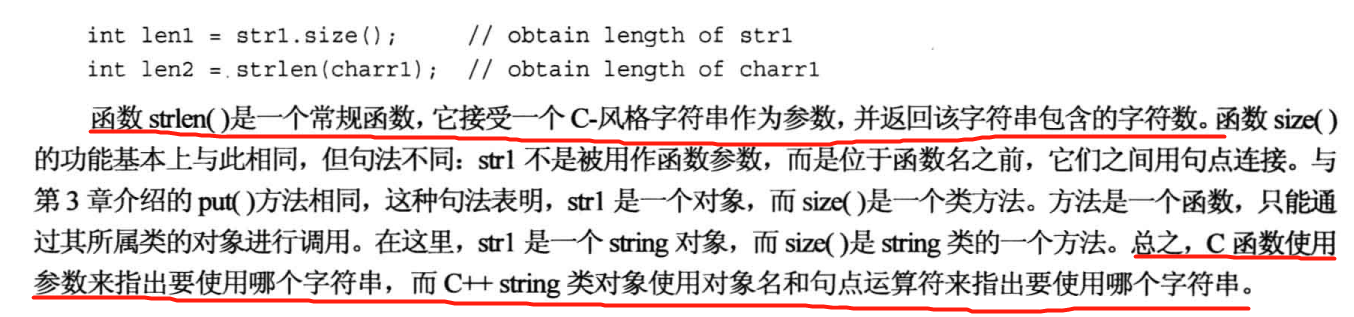 int len1 = str1.size();      // obtain length of str1
int len2 = strlen(charr1);  // obtain length of charr1
函数 strlen( )是一个常规函数，它接受一个 C-风格字符串作为参数，并返回该字符串包含的字符数。函数 size( )
的功能基本上与此相同，但句法不同：str1 不是被用作函数参数，而是位于函数名之前，它们之间用句点连接。与
第 3 章介绍的 put( )方法相同，这种句法表明，str1 是一个对象，而 size( )是一个类方法。方法是一个函数，只能通
过其所属类的对象进行调用。在这里，str1 是一个 string 对象，而 size( )是 string 类的一个方法。总之，C 函数使用
参数来指出要使用哪个字符串，而 C++ string 类对象使用对象名和句点运算符来指出要使用哪个字符串。